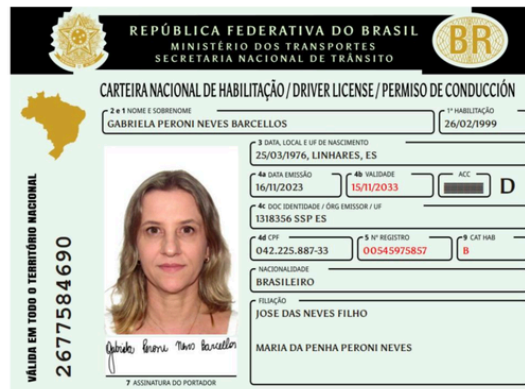 REPÚBLICA FEDERATIVA DO BRASIL
MINISTÉRIO DOS TRANSPORTES
SECRETARIA NACIONAL DE TRÂNSITO
BR
CARTEIRA NACIONAL DE HABILITAÇÃO / DRIVER LICENSE / PERMISO DE CONDUCCIÓN
2 e 1 NOME E SOBRENOME
GABRIELA PERONI NEVES BARCELLOS
1ª HABILITAÇÃO
26/02/1999
3 DATA, LOCAL E UF DE NASCIMENTO
25/03/1976, LINHARES, ES
4a DATA EMISSÃO
16/11/2023
4b VALIDADE
15/11/2033
ACC
D
4c DOC IDENTIDADE / ÓRG EMISSOR / UF
1318356 SSP ES
4d CPF
042.225.887-33
5 Nº REGISTRO
00545975857
9 CAT HAB
B
NACIONALIDADE
BRASILEIRO
FILIAÇÃO
JOSE DAS NEVES FILHO
MARIA DA PENHA PERONI NEVES
VÁLIDA EM TODO O TERRITÓRIO NACIONAL
2677584690
Gabriela Peroni Neves Barcellos
7 ASSINATURA DO PORTADOR